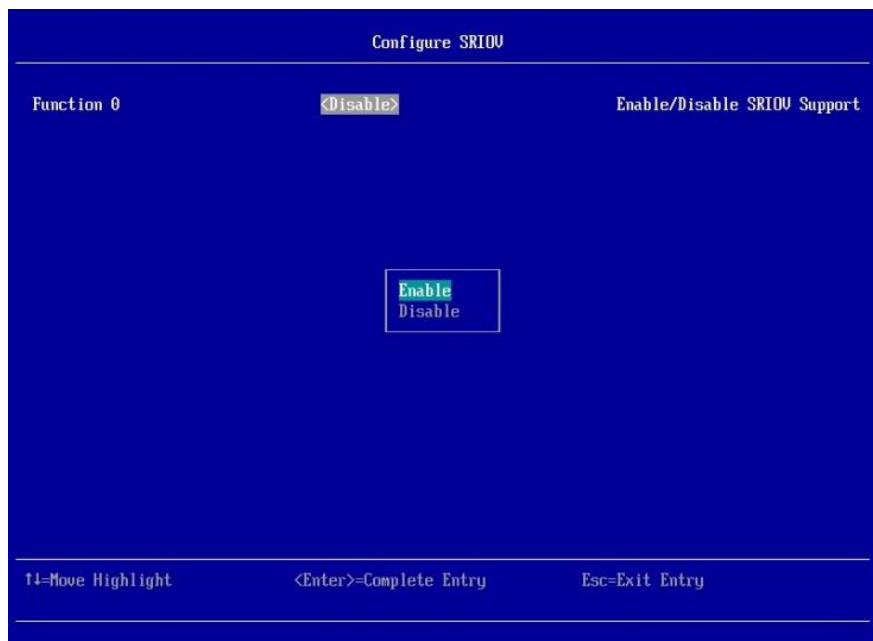 Configure SRIOV
Function 0 <Disable> Enable/Disable SRIOV Support
Enable
Disable
↑↓=Move Highlight <Enter>=Complete Entry Esc=Exit Entry